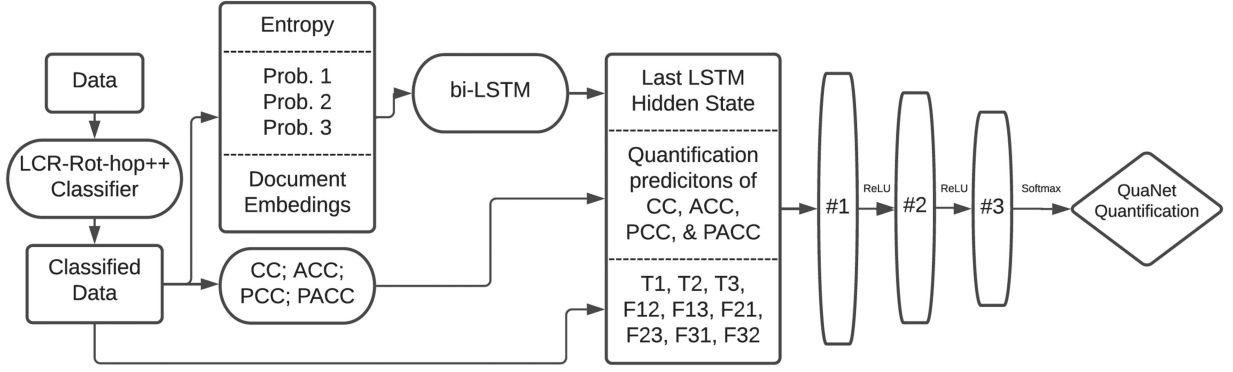 Data
LCR-Rot-hop++
Classifier
Classified
Data
Entropy
Prob. 1
Prob. 2
Prob. 3
Document
Embedings
CC; ACC;
PCC; PACC
bi-LSTM
Last LSTM
Hidden State
Quantification
predicitons of
CC, ACC,
PCC, & PACC
T1, T2, T3,
F12, F13, F21,
F23, F31, F32
#1
ReLU
#2
ReLU
#3
Softmax
QuaNet
Quantification